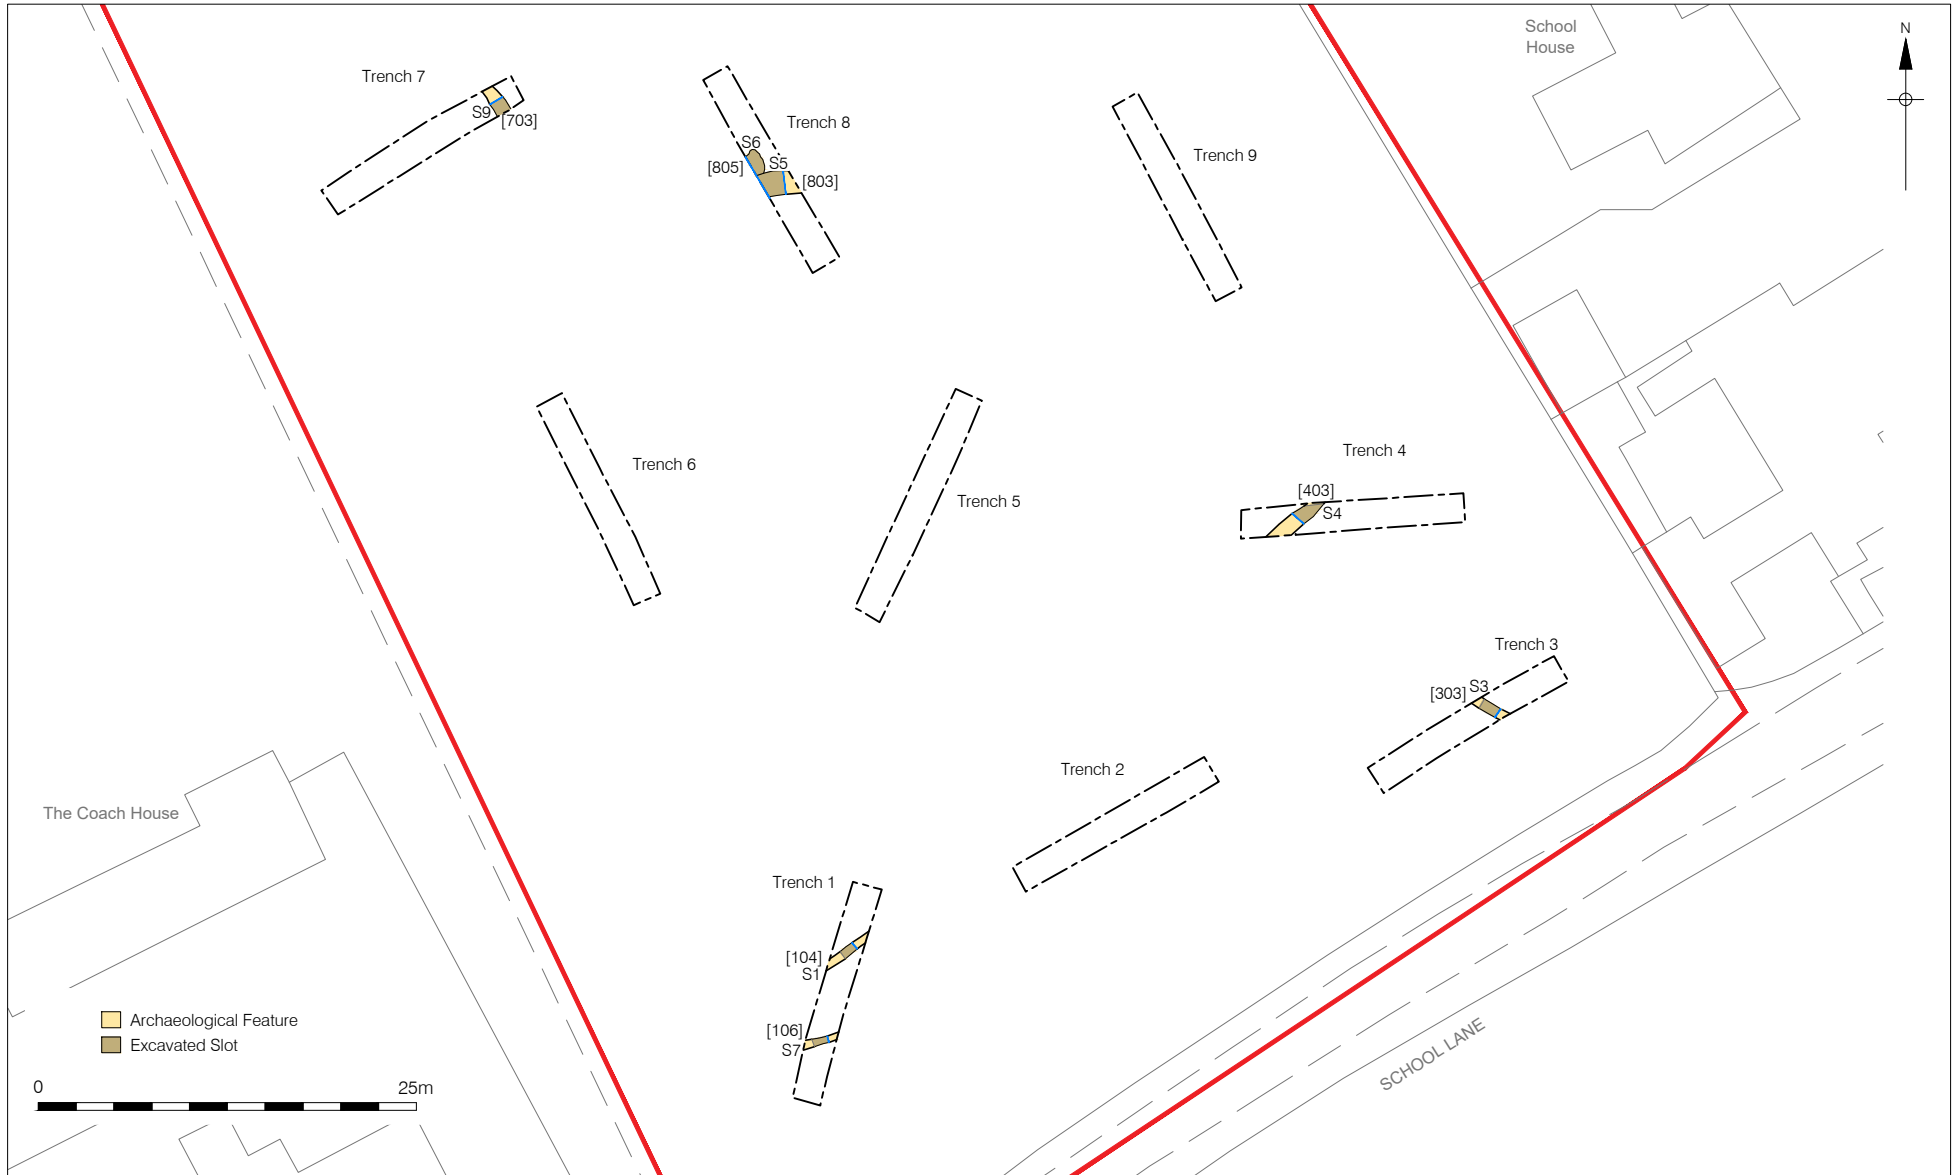 School
House
N
Trench 7
S9
[703]
Trench 8
S6
[805]
S5
[803]
Trench 9
Trench 6
Trench 5
Trench 4
[403]
S4
Trench 3
[303]
S3
Trench 2
The Coach House
Trench 1
[104]
S1
[106]
S7
SCHOOL LANE
Archaeological Feature
Excavated Slot
0
25m